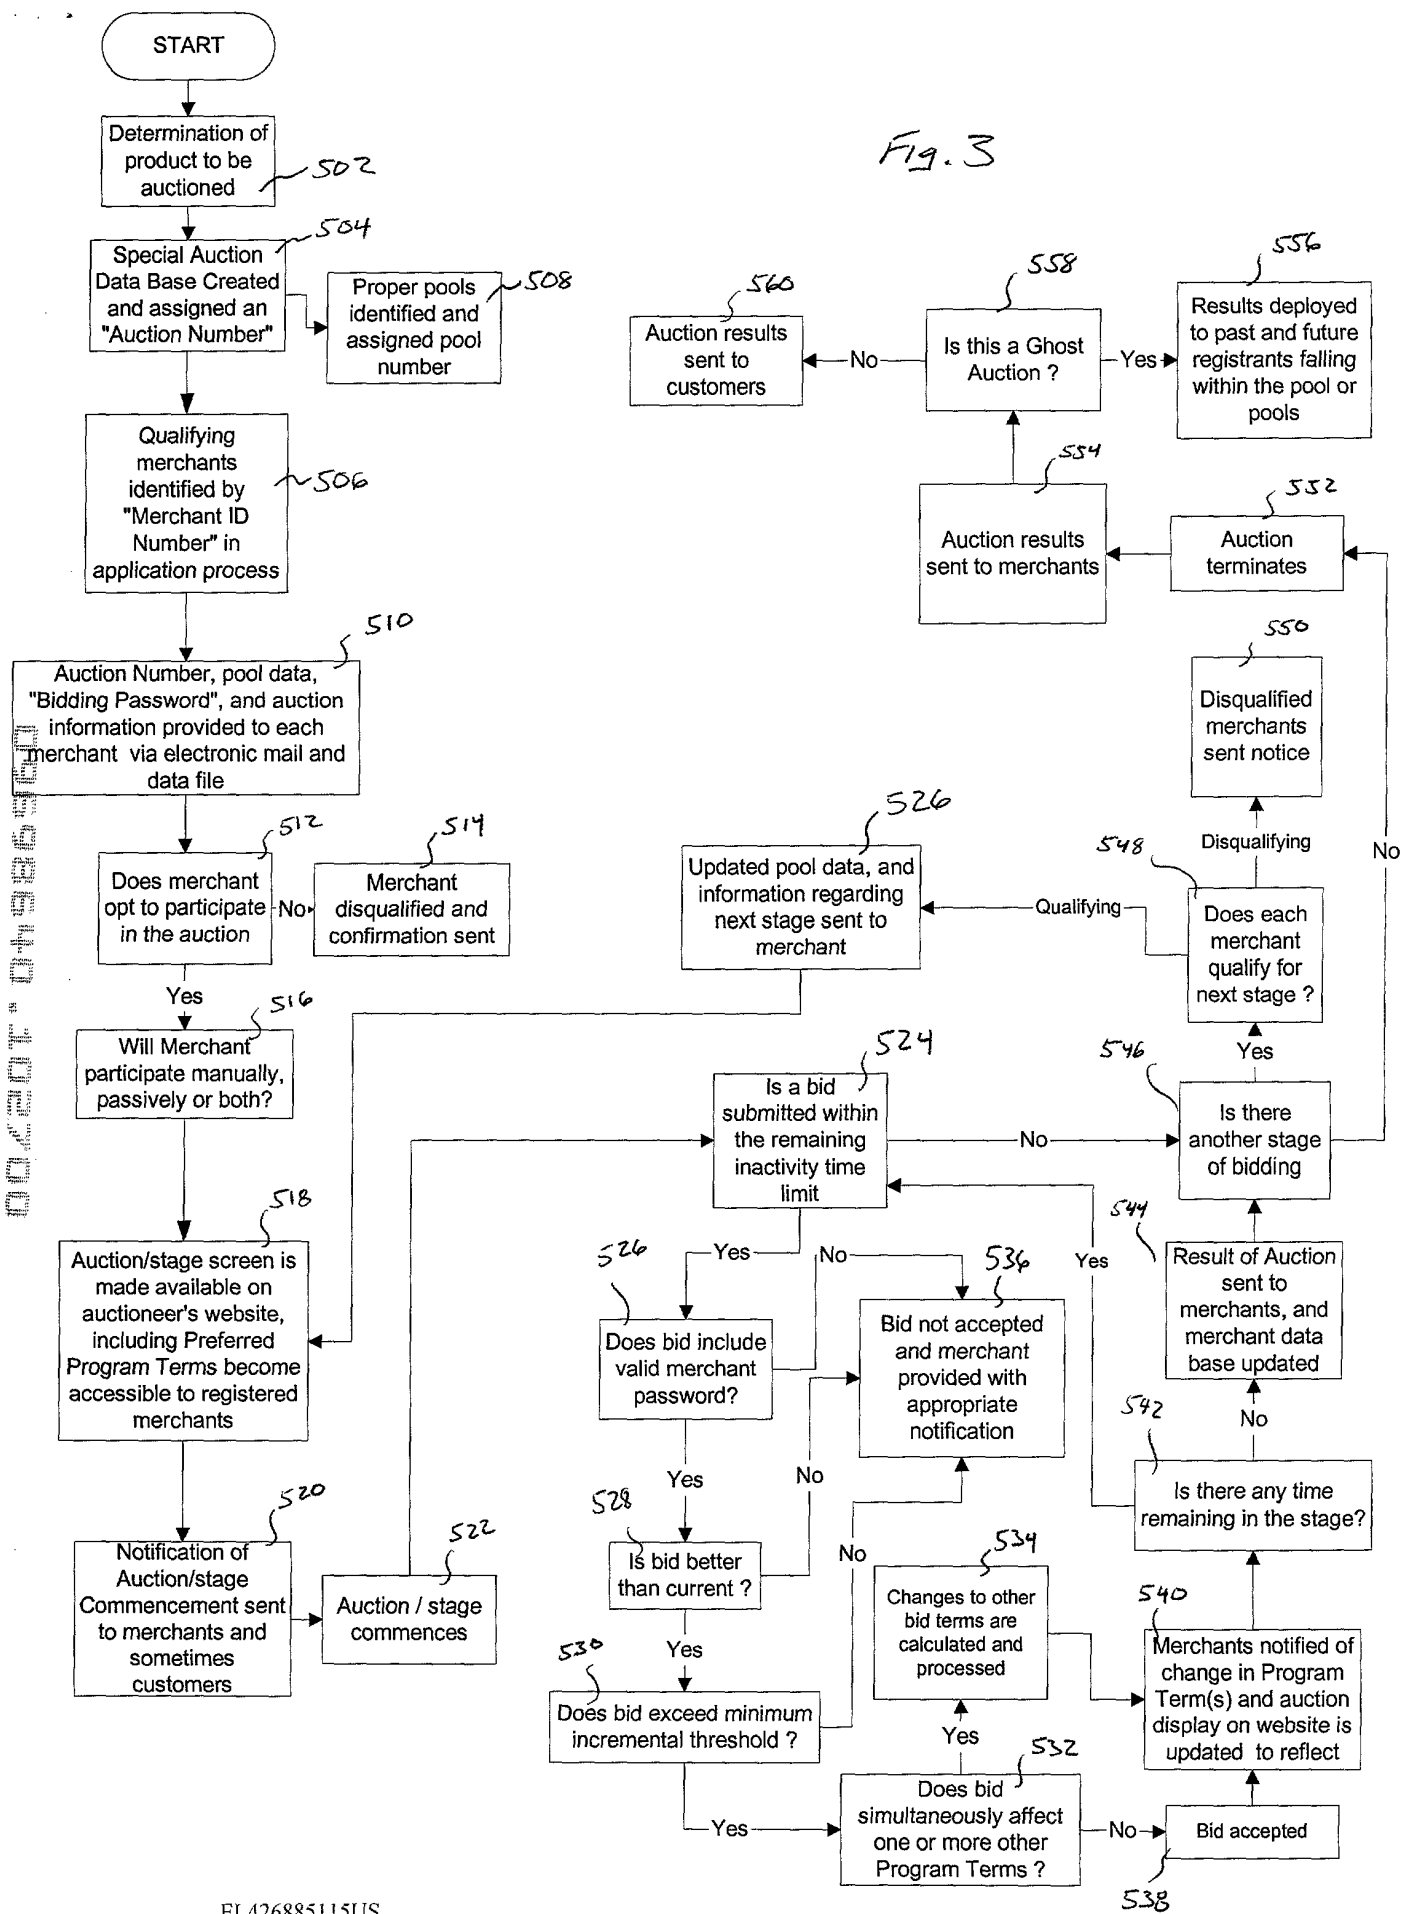 START
Determination of
product to be
auctioned
502
Fig. 3
504
Special Auction
Data Base Created
and assigned an
"Auction Number"
508
Proper pools
identified and
assigned pool
number
560
Auction results
sent to
customers
No
558
Is this a Ghost
Auction ?
Yes
556
Results deployed
to past and future
registrants falling
within the pool or
pools
Qualifying
merchants
identified by
"Merchant ID
Number" in
application process
506
554
Auction results
sent to merchants
552
Auction
terminates
510
Auction Number, pool data,
"Bidding Password", and auction
information provided to each
merchant via electronic mail and
data file
550
Disqualified
merchants
sent notice
512
Does merchant
opt to participate
in the auction
No
514
Merchant
disqualified and
confirmation sent
526
Updated pool data, and
information regarding
next stage sent to
merchant
Qualifying
Disqualifying
548
Does each
merchant
qualify for
next stage ?
No
Yes
516
Will Merchant
participate manually,
passively or both?
524
Is a bid
submitted within
the remaining
inactivity time
limit
No
Yes
546
Is there
another stage
of bidding
518
Auction/stage screen is
made available on
auctioneer's website,
including Preferred
Program Terms become
accessible to registered
merchants
Yes
No
526
Does bid include
valid merchant
password?
536
Bid not accepted
and merchant
provided with
appropriate
notification
Yes
544
Result of Auction
sent to
merchants, and
merchant data
base updated
No
542
Is there any time
remaining in the stage?
Yes
No
520
Notification of
Auction/stage
Commencement sent
to merchants and
sometimes
customers
522
Auction / stage
commences
528
Is bid better
than current ?
No
534
Changes to other
bid terms are
calculated and
processed
540
Merchants notified of
change in Program
Term(s) and auction
display on website is
updated to reflect
Yes
530
Does bid exceed minimum
incremental threshold ?
Yes
Yes
532
Does bid
simultaneously affect
one or more other
Program Terms ?
No
Bid accepted
538
EL426885115US